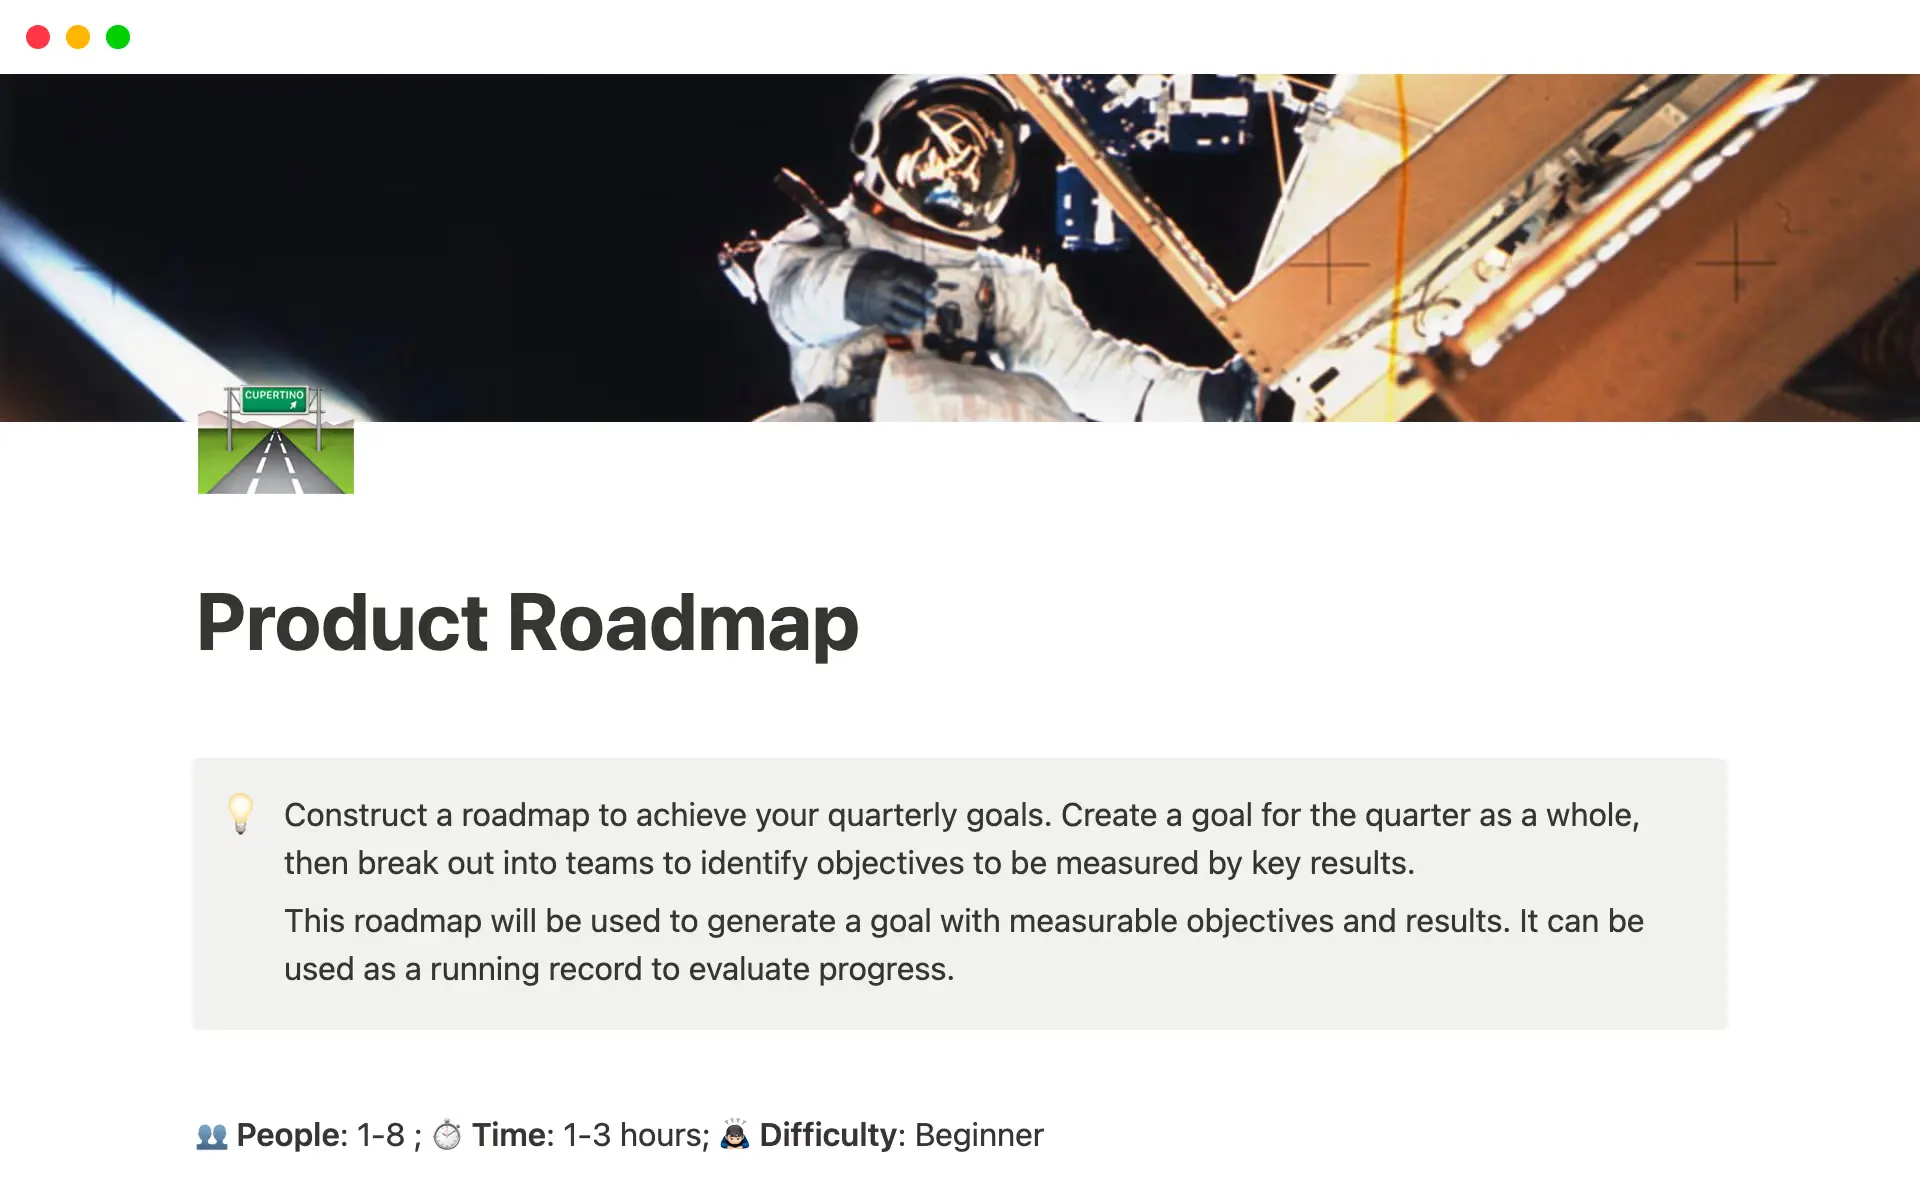 CUPERTINO
Product Roadmap
Construct a roadmap to achieve your quarterly goals. Create a goal for the quarter as a whole,
then break out into teams to identify objectives to be measured by key results.
This roadmap will be used to generate a goal with measurable objectives and results. It can be
used as a running record to evaluate progress.
People: 1-8 ; Time: 1-3 hours; Difficulty: Beginner